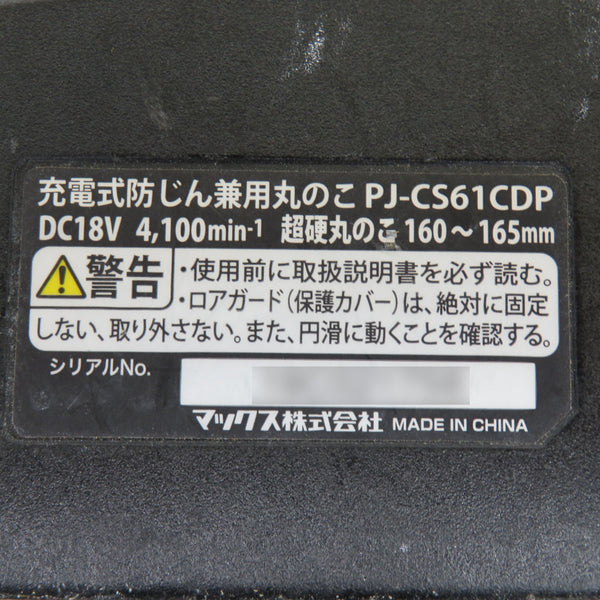 充電式防じん兼用丸のこ PJ-CS61CDP
DC18V 4,100min-1 超硬丸のこ 160～165mm
警告
・使用前に取扱説明書を必ず読む。
・ロアガード(保護カバー)は、絶対に固定
しない、取り外さない。また、円滑に動くことを確認する。
シリアルNo.
マックス株式会社 MADE IN CHINA